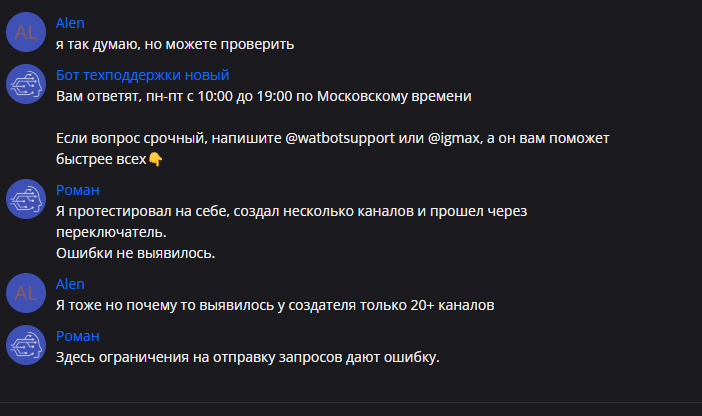 AL
Alen
я так думаю, но можете проверить
Бот техподдержки новый
Вам ответят, пн-пт с 10:00 до 19:00 по Московскому времени
Если вопрос срочный, напишите @watbotsupport или @igmax, а он вам поможет
быстрее всех👇
Роман
Я протестировал на себе, создал несколько каналов и прошел через
переключатель.
Ошибки не выявилось.
AL
Alen
Я тоже но почему то выявилось у создателя только 20+ каналов
Роман
Здесь ограничения на отправку запросов дают ошибку.